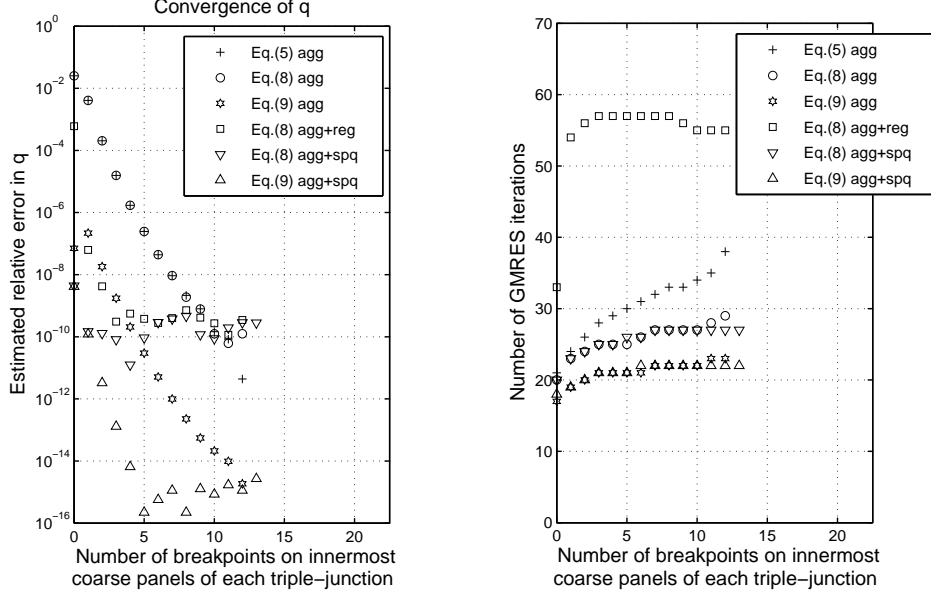 Convergence of q
10^0
10^−2
10^−4
10^−6
10^−8
10^−10
10^−12
10^−14
10^−16
Estimated relative error in q
Eq.(5) agg
Eq.(8) agg
Eq.(9) agg
Eq.(8) agg+reg
Eq.(8) agg+spq
Eq.(9) agg+spq
0 5 10 15 20
Number of breakpoints on innermost
coarse panels of each triple−junction
70
60
50
40
30
20
10
0
Number of GMRES iterations
Eq.(5) agg
Eq.(8) agg
Eq.(9) agg
Eq.(8) agg+reg
Eq.(8) agg+spq
Eq.(9) agg+spq
0 5 10 15 20
Number of breakpoints on innermost
coarse panels of each triple−junction